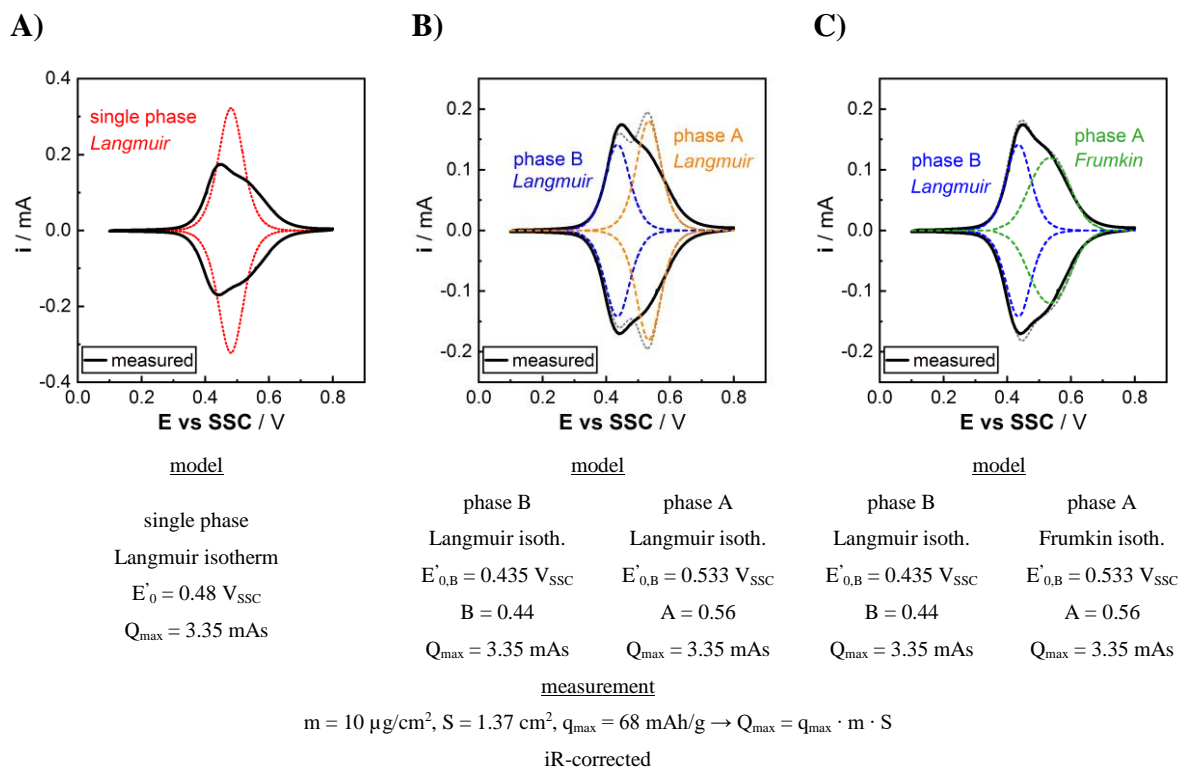 A)
B)
C)
0.4
0.2
0.0
-0.2
-0.4
i / mA
single phase
Langmuir
measured
0.0 0.2 0.4 0.6 0.8
E vs SSC / V
0.2
0.1
0.0
-0.1
-0.2
i / mA
phase B
Langmuir
phase A
Langmuir
measured
0.0 0.2 0.4 0.6 0.8
E vs SSC / V
0.2
0.1
0.0
-0.1
-0.2
i / mA
phase B
Langmuir
phase A
Frumkin
measured
0.0 0.2 0.4 0.6 0.8
E vs SSC / V
model
single phase
Langmuir isotherm
E'0 = 0.48 VSSC
Qmax = 3.35 mAs
model
phase B phase A
Langmuir isoth. Langmuir isoth.
E'0,B = 0.435 VSSC E'0,B = 0.533 VSSC
B = 0.44 A = 0.56
Qmax = 3.35 mAs Qmax = 3.35 mAs
model
phase B phase A
Langmuir isoth. Frumkin isoth.
E'0,B = 0.435 VSSC E'0,B = 0.533 VSSC
B = 0.44 A = 0.56
Qmax = 3.35 mAs Qmax = 3.35 mAs
measurement
m = 10 µg/cm², S = 1.37 cm², qmax = 68 mAh/g → Qmax = qmax · m · S
iR-corrected